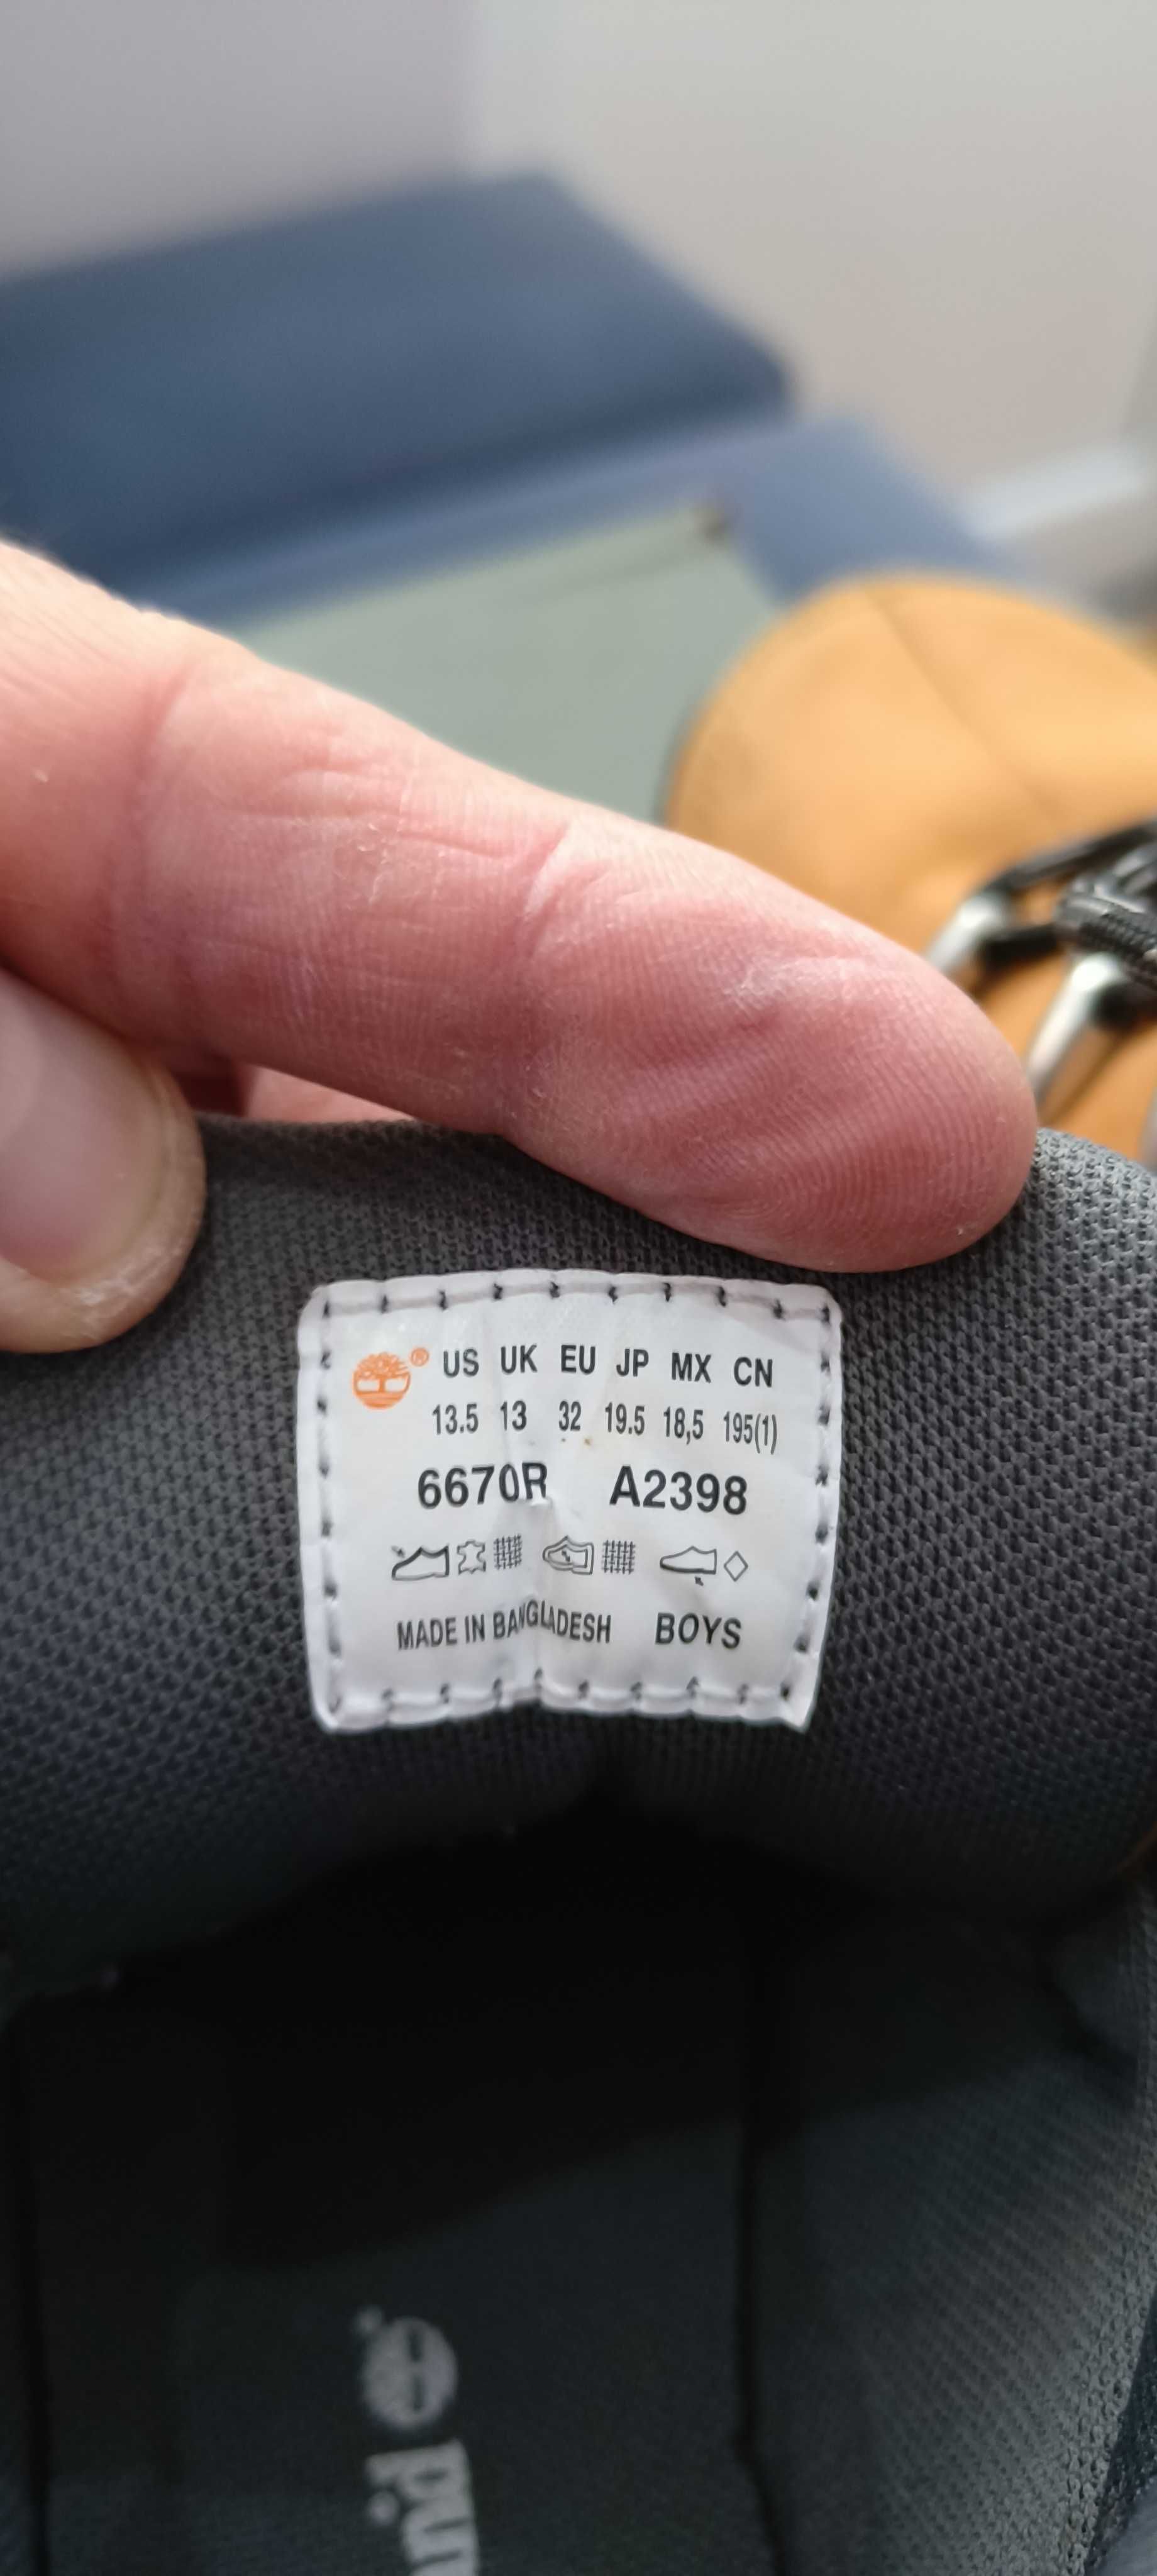 ® US UK EU JP MX CN
13.5 13 32 19.5 18,5 195(1)
6670R A2398
MADE IN BANGLADESH BOYS